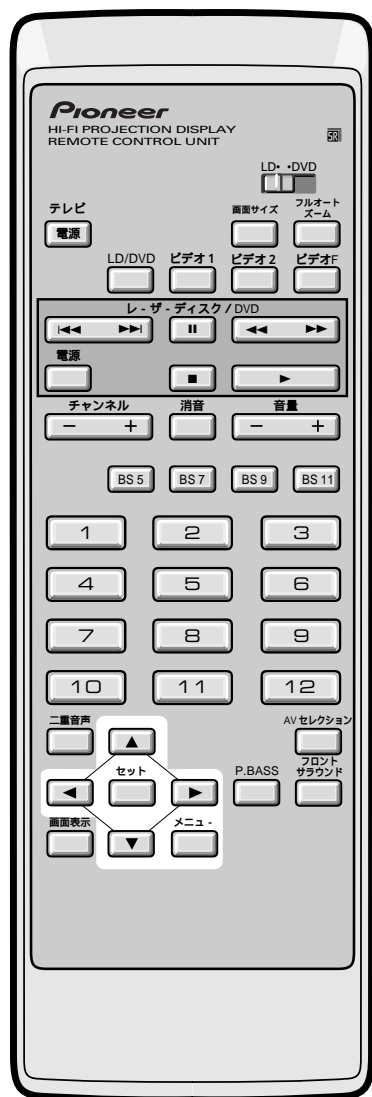 Pioneer
HI-FI PROJECTION DISPLAY
REMOTE CONTROL UNIT
SR
LD• •DVD
テレビ 画面サイズ フルオート
ズーム
電源
LD/DVD ビデオ1 ビデオ2 ビデオF
レ-ザ-ディスク/DVD
電源
チャンネル 消音 音量
− + − +
BS 5 BS 7 BS 9 BS 11
1 2 3
4 5 6
7 8 9
10 11 12
二重音声 AVセレクション
セット P.BASS フロント
サラウンド
画面表示 メニュ-